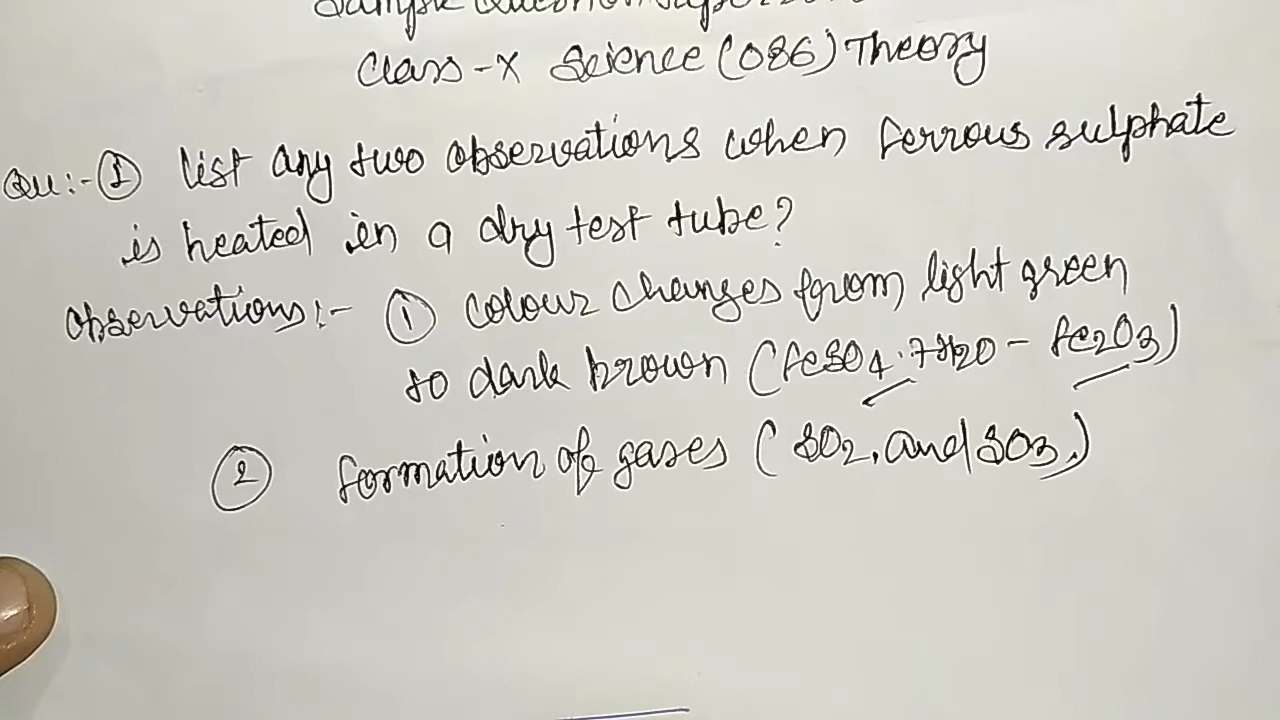 Sample Question
Class-X Science (086) Theory
Qu:- ① List any two observations when ferrous sulphate
is heated in a dry test tube?
Observations:- ① Colour changes from light green
to dark brown (FeSO4.7H2O - Fe2O3)
② Formation of gases (SO2, and SO3,)